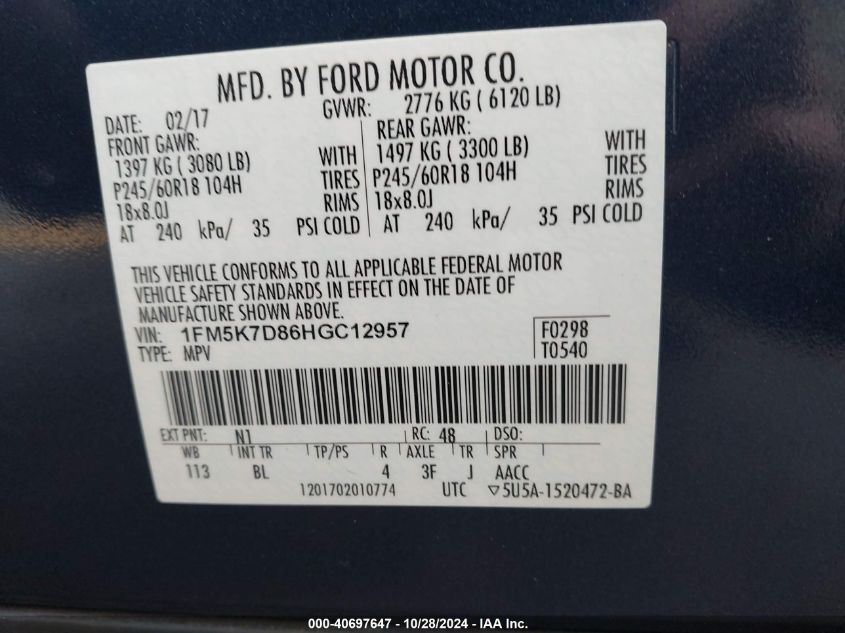 MFD. BY FORD MOTOR CO.
DATE: 02/17 GVWR: 2776 KG ( 6120 LB)
FRONT GAWR: REAR GAWR:
1397 KG ( 3080 LB) WITH 1497 KG ( 3300 LB) WITH
P245/60R18 104H TIRES P245/60R18 104H TIRES
18x8.0J RIMS 18x8.0J RIMS
AT 240 kPa/ 35 PSI COLD AT 240 kPa/ 35 PSI COLD
THIS VEHICLE CONFORMS TO ALL APPLICABLE FEDERAL MOTOR
VEHICLE SAFETY STANDARDS IN EFFECT ON THE DATE OF
MANUFACTURE SHOWN ABOVE.
VIN: 1FM5K7D86HGC12957 F0298
TYPE: MPV T0540
EXT PNT: N1 RC: 48 DSO:
WB INT TR TP/PS R AXLE TR SPR
113 BL 4 3F J AACC
1201702010774 UTC ▽5U5A-1520472-BA
000-40697647 - 10/28/2024 - IAA Inc.